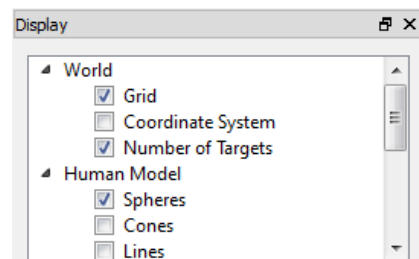 Display
World
Grid
Coordinate System
Number of Targets
Human Model
Spheres
Cones
Lines